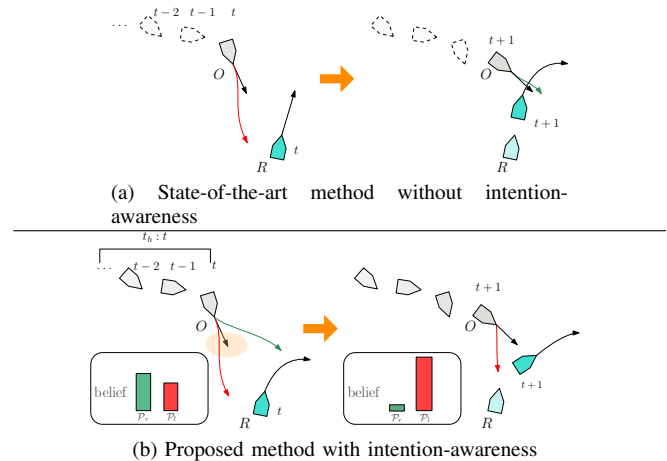 ... t − 2 t − 1 t
O
R t
t + 1
O
t + 1
R
(a) State-of-the-art method without intention-
awareness
t_h : t
... t − 2 t − 1 t
O
belief
P_r P_l
R t
t + 1
O
belief
P_r P_l
t + 1
R
(b) Proposed method with intention-awareness